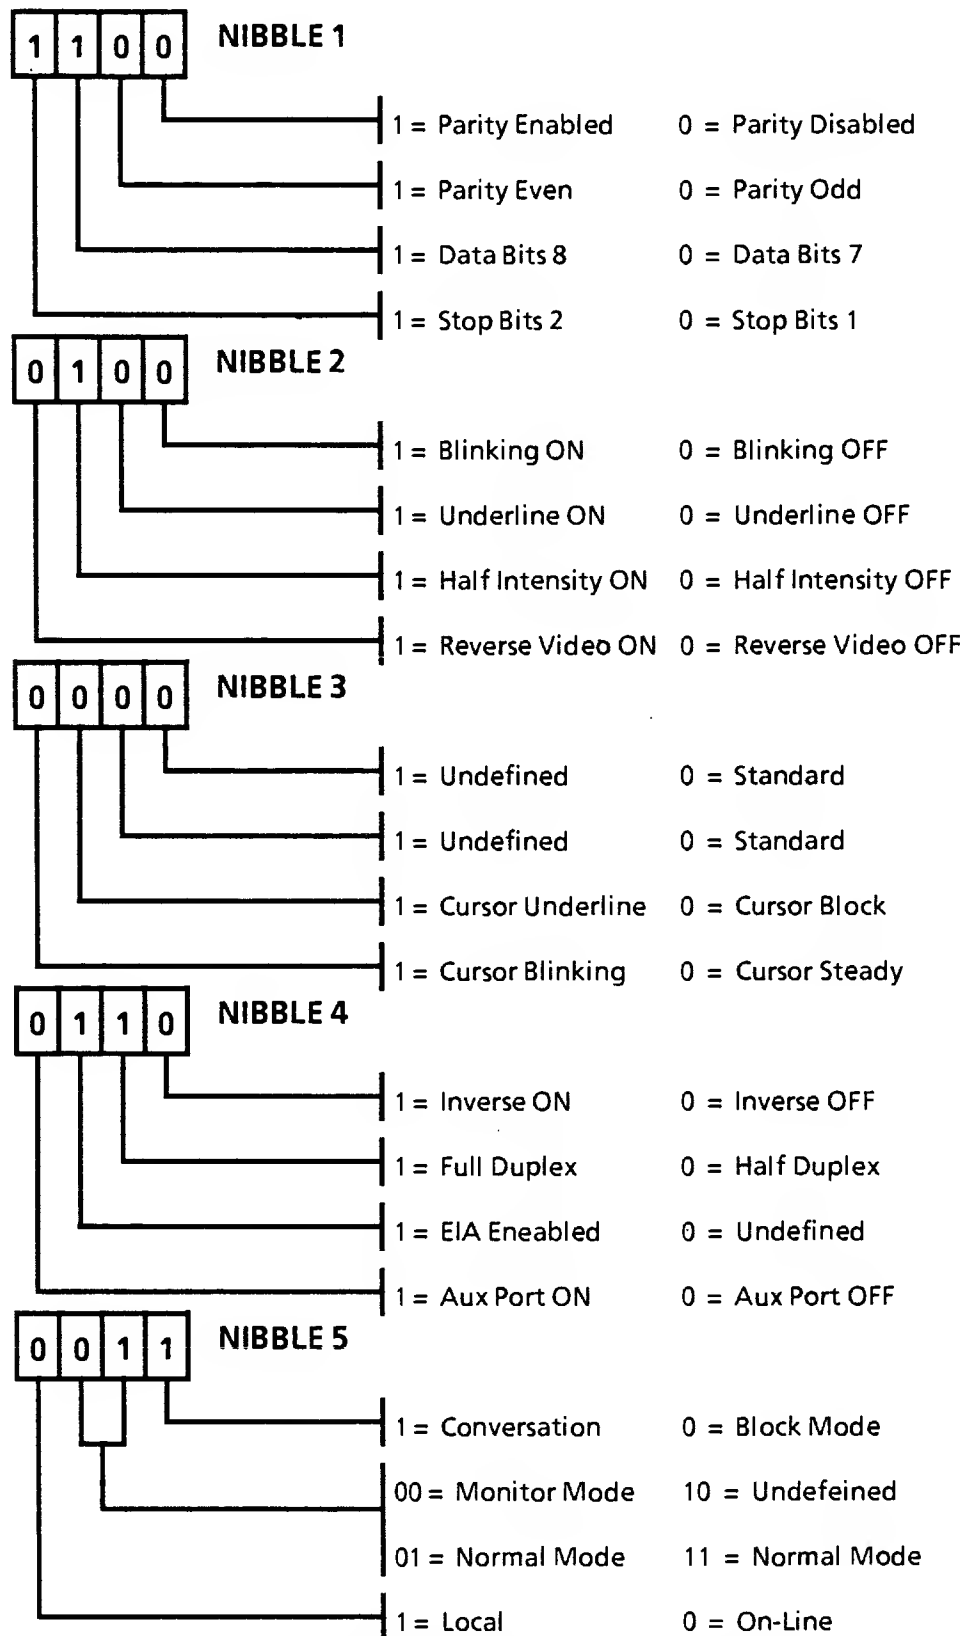 1 1 0 0 NIBBLE 1
1 = Parity Enabled 0 = Parity Disabled
1 = Parity Even 0 = Parity Odd
1 = Data Bits 8 0 = Data Bits 7
1 = Stop Bits 2 0 = Stop Bits 1
0 1 0 0 NIBBLE 2
1 = Blinking ON 0 = Blinking OFF
1 = Underline ON 0 = Underline OFF
1 = Half Intensity ON 0 = Half Intensity OFF
1 = Reverse Video ON 0 = Reverse Video OFF
0 0 0 0 NIBBLE 3
1 = Undefined 0 = Standard
1 = Undefined 0 = Standard
1 = Cursor Underline 0 = Cursor Block
1 = Cursor Blinking 0 = Cursor Steady
0 1 1 0 NIBBLE 4
1 = Inverse ON 0 = Inverse OFF
1 = Full Duplex 0 = Half Duplex
1 = EIA Eneabled 0 = Undefined
1 = Aux Port ON 0 = Aux Port OFF
0 0 1 1 NIBBLE 5
1 = Conversation 0 = Block Mode
00 = Monitor Mode 10 = Undefeined
01 = Normal Mode 11 = Normal Mode
1 = Local 0 = On-Line